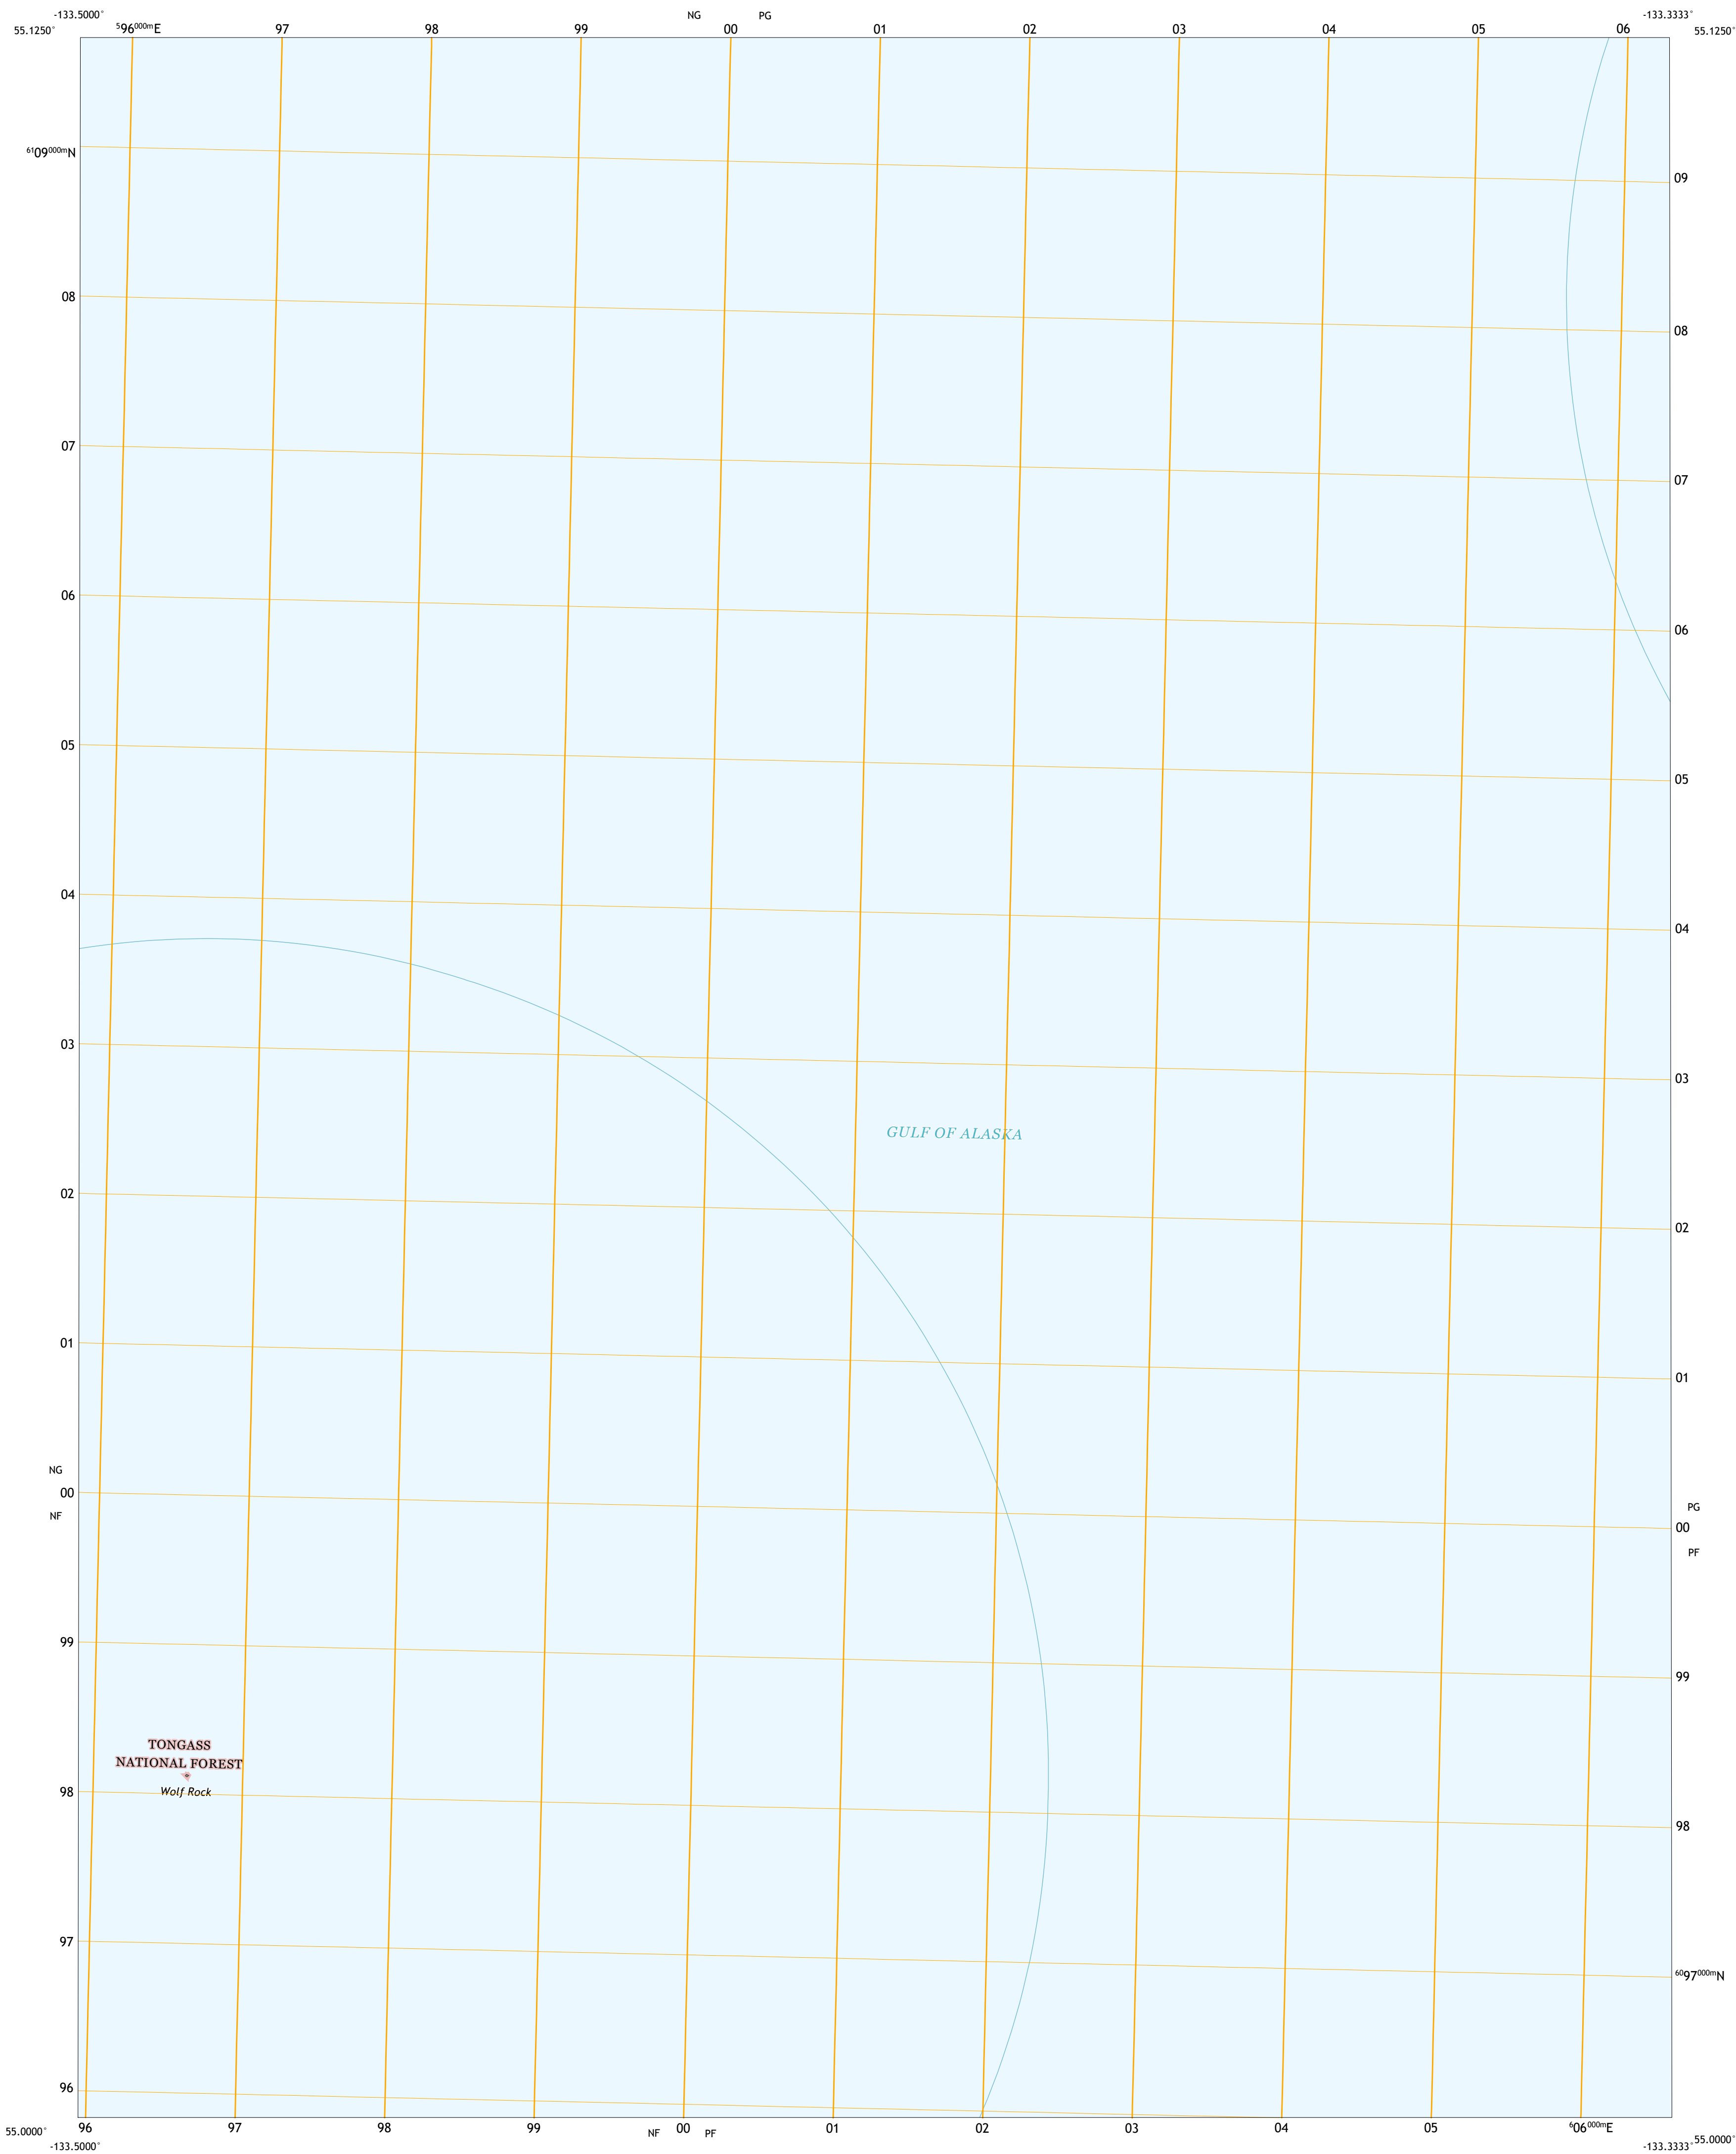 -133.5000° NG PG -133.3333°
55.1250° 596000mE 97 98 99 00 01 02 03 04 05 06 55.1250°
6109000mN
09
08
08
07
07
06
06
05
05
04
04
03
03
GULF OF ALASKA
02
02
01
01
NG
00
NF
PG
00
PF
99
99
TONGASS
NATIONAL FOREST
Wolf Rock
98
98
97
6097000mN
96
96 97 98 99 00 01 02 03 04 05 606000mE
55.0000° NF PF 55.0000°
-133.5000° -133.3333°